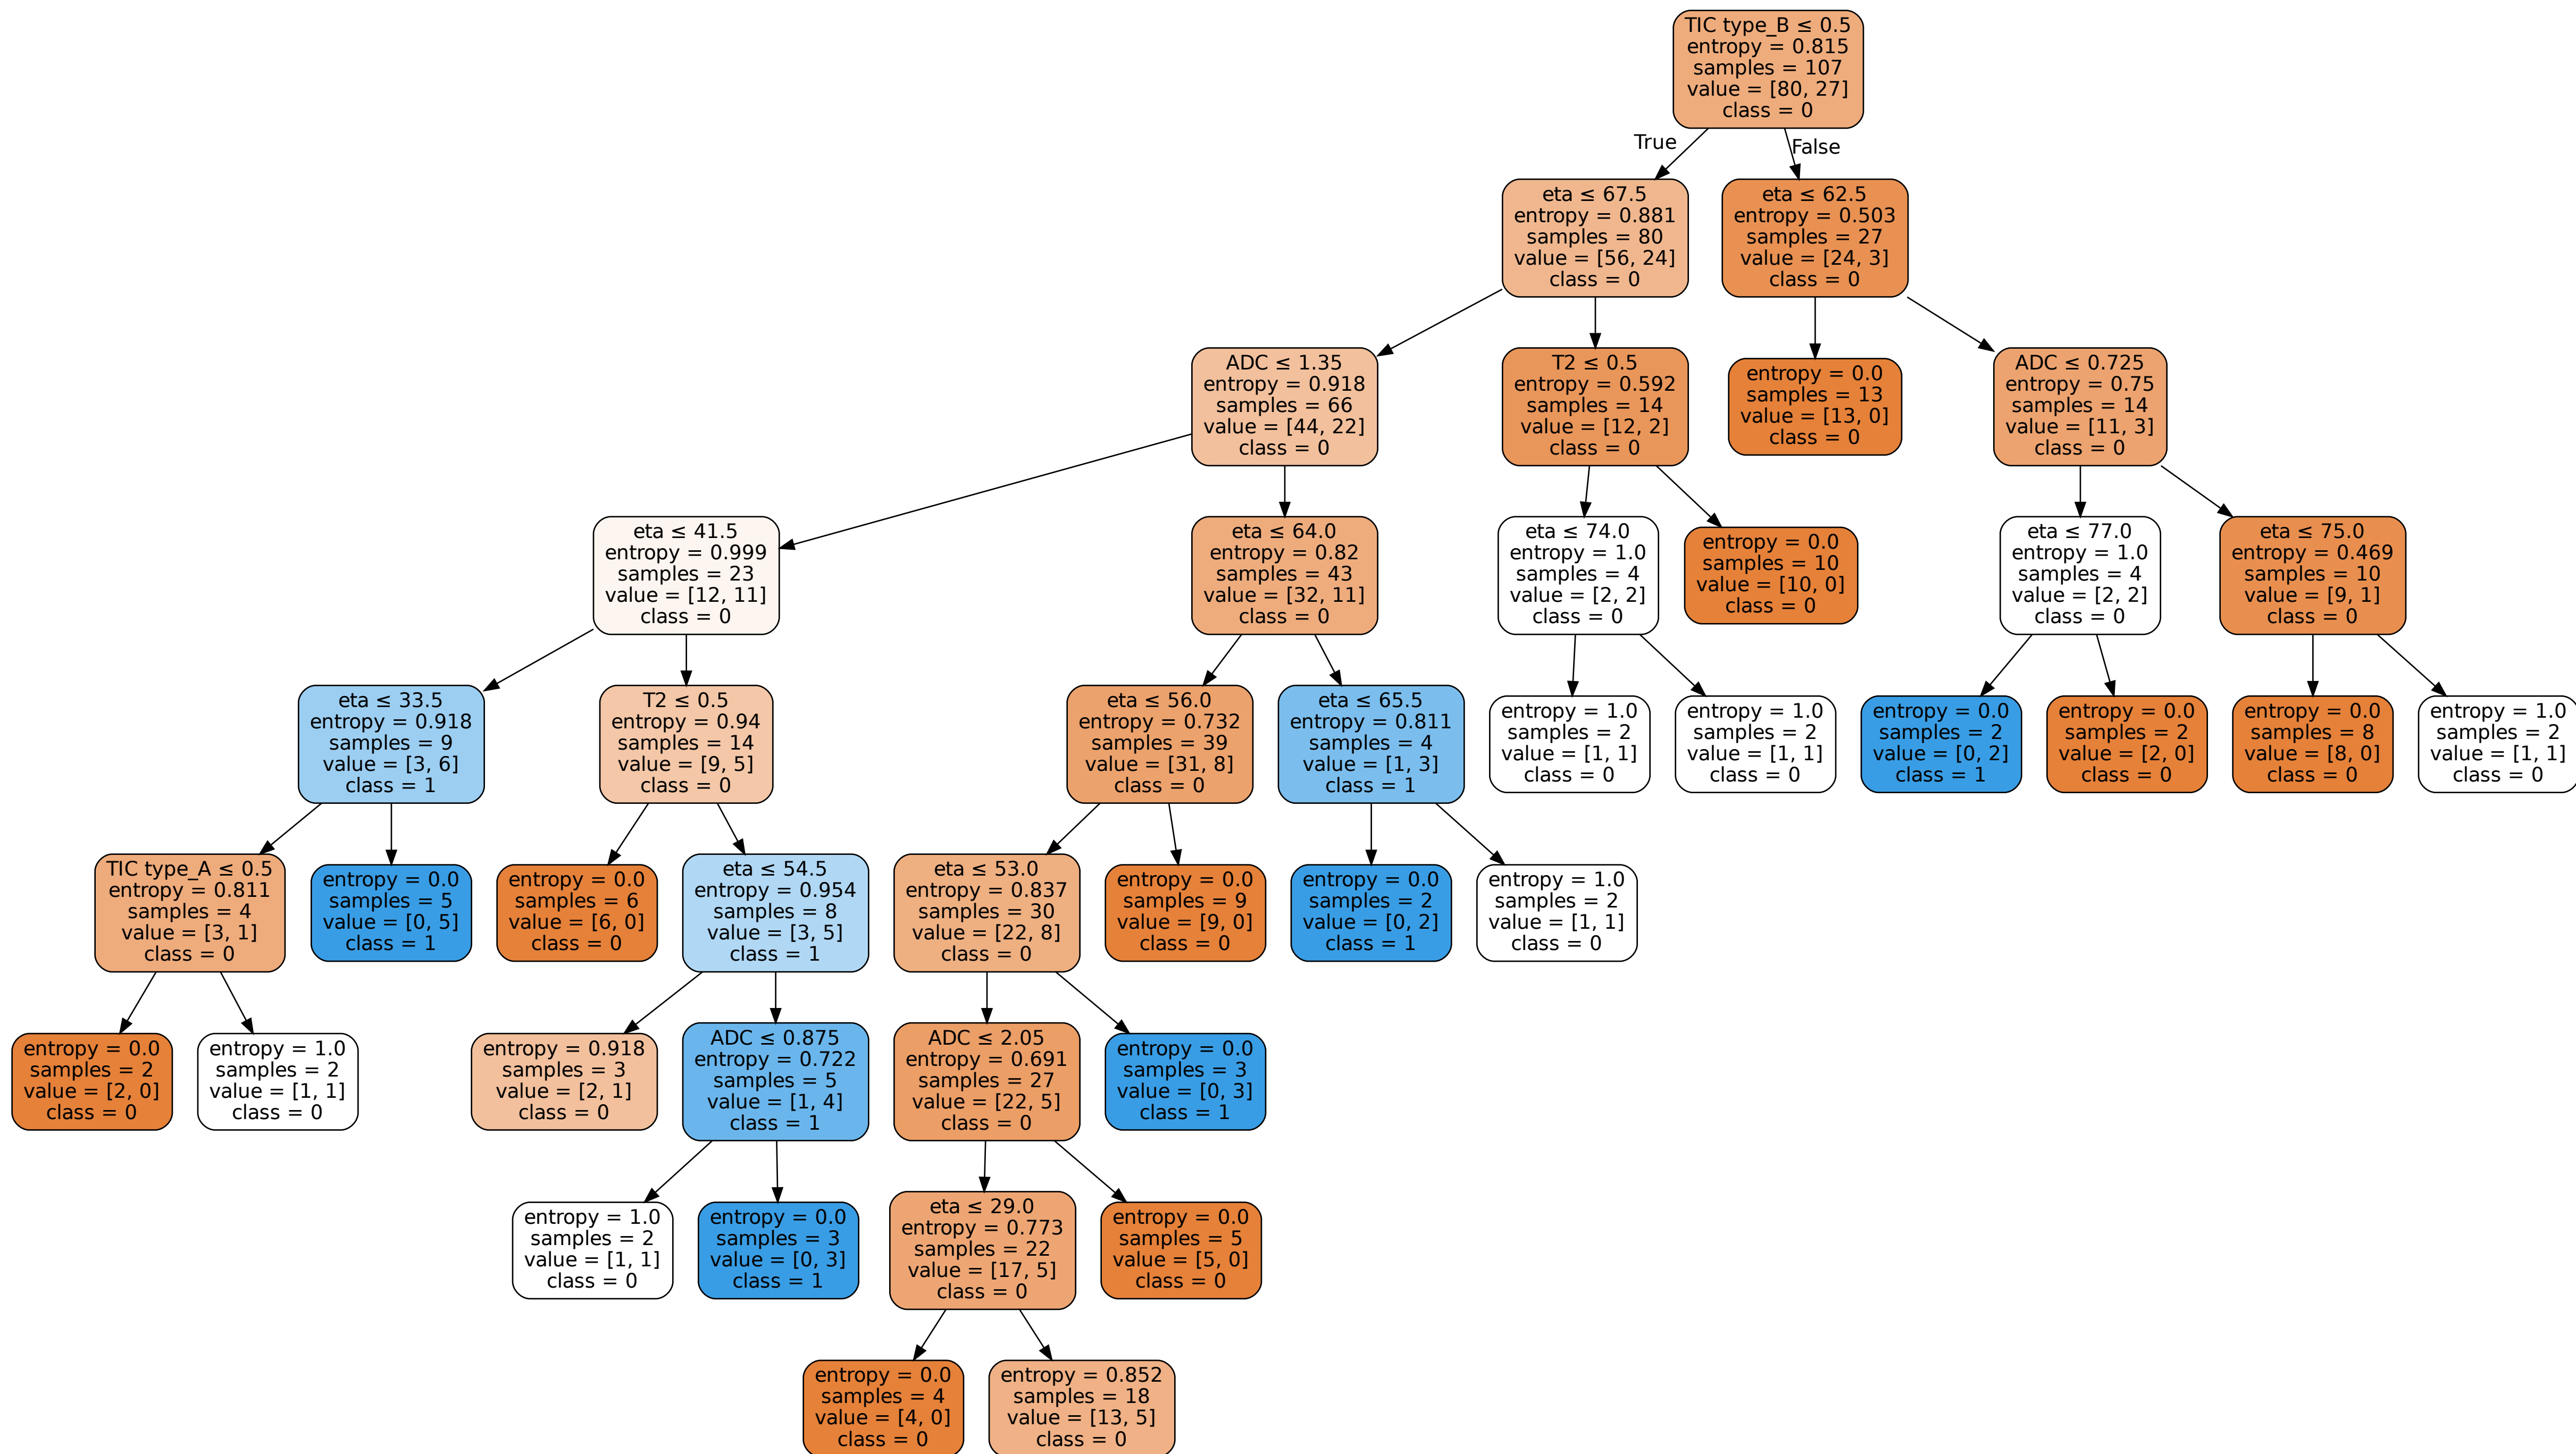 TIC type_B ≤ 0.5
entropy = 0.815
samples = 107
value = [80, 27]
class = 0
True
False
eta ≤ 67.5
entropy = 0.881
samples = 80
value = [56, 24]
class = 0
eta ≤ 62.5
entropy = 0.503
samples = 27
value = [24, 3]
class = 0
ADC ≤ 1.35
entropy = 0.918
samples = 66
value = [44, 22]
class = 0
T2 ≤ 0.5
entropy = 0.592
samples = 14
value = [12, 2]
class = 0
entropy = 0.0
samples = 13
value = [13, 0]
class = 0
ADC ≤ 0.725
entropy = 0.75
samples = 14
value = [11, 3]
class = 0
eta ≤ 41.5
entropy = 0.999
samples = 23
value = [12, 11]
class = 0
eta ≤ 64.0
entropy = 0.82
samples = 43
value = [32, 11]
class = 0
eta ≤ 74.0
entropy = 1.0
samples = 4
value = [2, 2]
class = 0
entropy = 0.0
samples = 10
value = [10, 0]
class = 0
eta ≤ 77.0
entropy = 1.0
samples = 4
value = [2, 2]
class = 0
eta ≤ 75.0
entropy = 0.469
samples = 10
value = [9, 1]
class = 0
eta ≤ 33.5
entropy = 0.918
samples = 9
value = [3, 6]
class = 1
T2 ≤ 0.5
entropy = 0.94
samples = 14
value = [9, 5]
class = 0
eta ≤ 56.0
entropy = 0.732
samples = 39
value = [31, 8]
class = 0
eta ≤ 65.5
entropy = 0.811
samples = 4
value = [1, 3]
class = 1
entropy = 1.0
samples = 2
value = [1, 1]
class = 0
entropy = 1.0
samples = 2
value = [1, 1]
class = 0
entropy = 0.0
samples = 2
value = [0, 2]
class = 1
entropy = 0.0
samples = 2
value = [2, 0]
class = 0
entropy = 0.0
samples = 8
value = [8, 0]
class = 0
entropy = 1.0
samples = 2
value = [1, 1]
class = 0
TIC type_A ≤ 0.5
entropy = 0.811
samples = 4
value = [3, 1]
class = 0
entropy = 0.0
samples = 5
value = [0, 5]
class = 1
entropy = 0.0
samples = 6
value = [6, 0]
class = 0
eta ≤ 54.5
entropy = 0.954
samples = 8
value = [3, 5]
class = 1
eta ≤ 53.0
entropy = 0.837
samples = 30
value = [22, 8]
class = 0
entropy = 0.0
samples = 9
value = [9, 0]
class = 0
entropy = 0.0
samples = 2
value = [0, 2]
class = 1
entropy = 1.0
samples = 2
value = [1, 1]
class = 0
entropy = 0.0
samples = 2
value = [2, 0]
class = 0
entropy = 1.0
samples = 2
value = [1, 1]
class = 0
entropy = 0.918
samples = 3
value = [2, 1]
class = 0
ADC ≤ 0.875
entropy = 0.722
samples = 5
value = [1, 4]
class = 1
ADC ≤ 2.05
entropy = 0.691
samples = 27
value = [22, 5]
class = 0
entropy = 0.0
samples = 3
value = [0, 3]
class = 1
entropy = 1.0
samples = 2
value = [1, 1]
class = 0
entropy = 0.0
samples = 3
value = [0, 3]
class = 1
eta ≤ 29.0
entropy = 0.773
samples = 22
value = [17, 5]
class = 0
entropy = 0.0
samples = 5
value = [5, 0]
class = 0
entropy = 0.0
samples = 4
value = [4, 0]
class = 0
entropy = 0.852
samples = 18
value = [13, 5]
class = 0